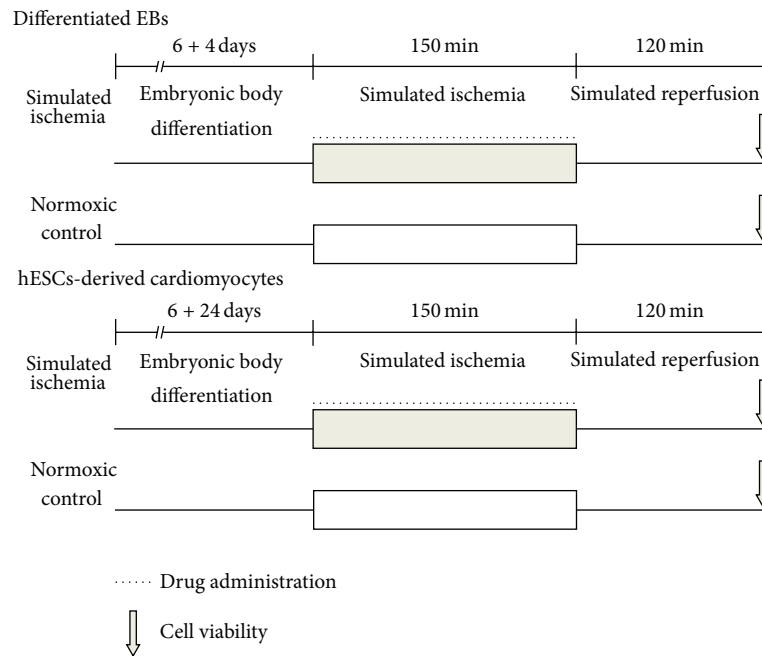 Differentiated EBs
6 + 4 days 150 min 120 min
Simulated ischemia
Embryonic body differentiation
Simulated ischemia
Simulated reperfusion
Normoxic control
hESCs-derived cardiomyocytes
6 + 24 days 150 min 120 min
Simulated ischemia
Embryonic body differentiation
Simulated ischemia
Simulated reperfusion
Normoxic control
Drug administration
Cell viability